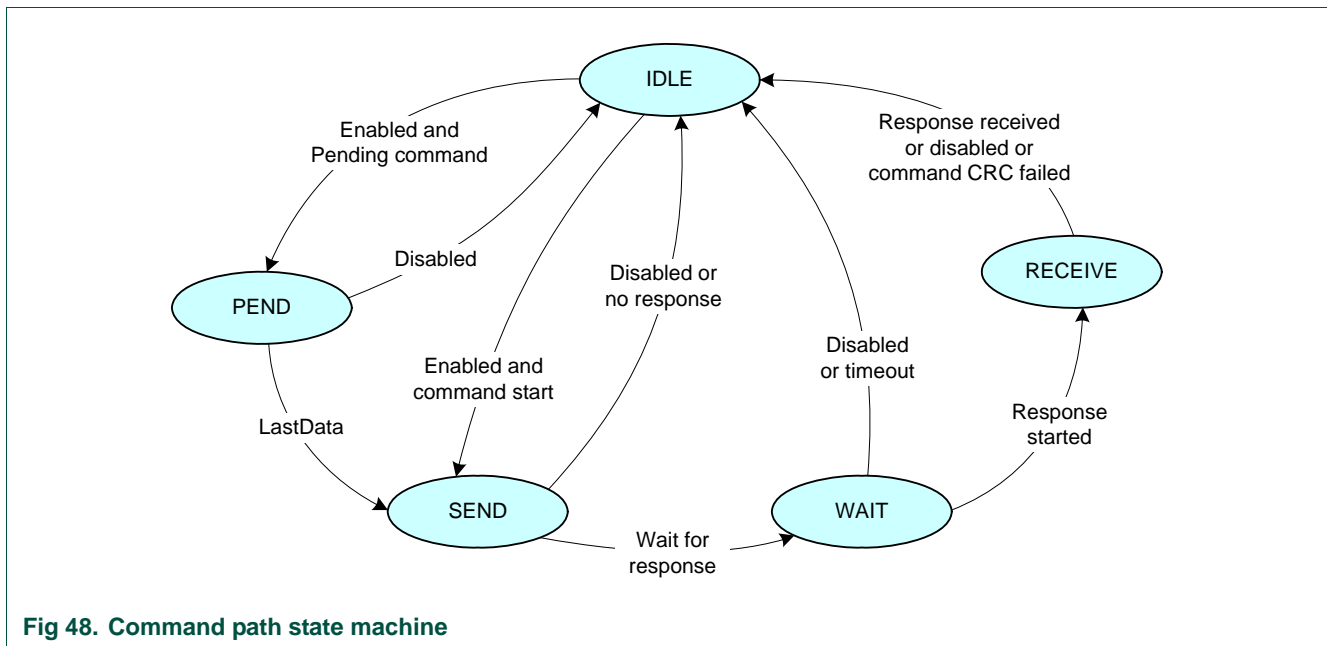 IDLE
Enabled and
Pending command
Response received
or disabled or
command CRC failed
Disabled
Disabled or
no response
RECEIVE
PEND
Enabled and
command start
Disabled
or timeout
LastData
Response
started
SEND
WAIT
Wait for
response
Fig 48. Command path state machine